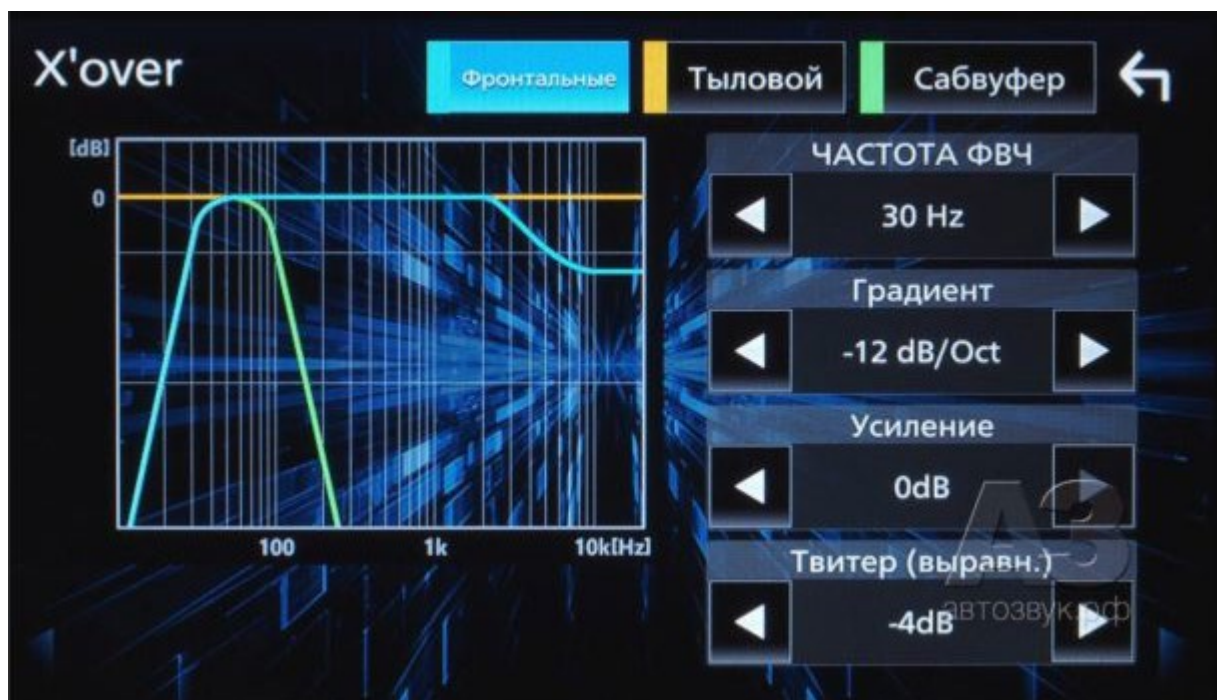 X'over
Фронтальные
Тыловой
Сабвуфер
[dB]
0
100
1k
10k[Hz]
ЧАСТОТА ФВЧ
30 Hz
Градиент
-12 dB/Oct
Усиление
0dB
Твитер (выравн.)
-4dB
АЗ
автозвук.рф